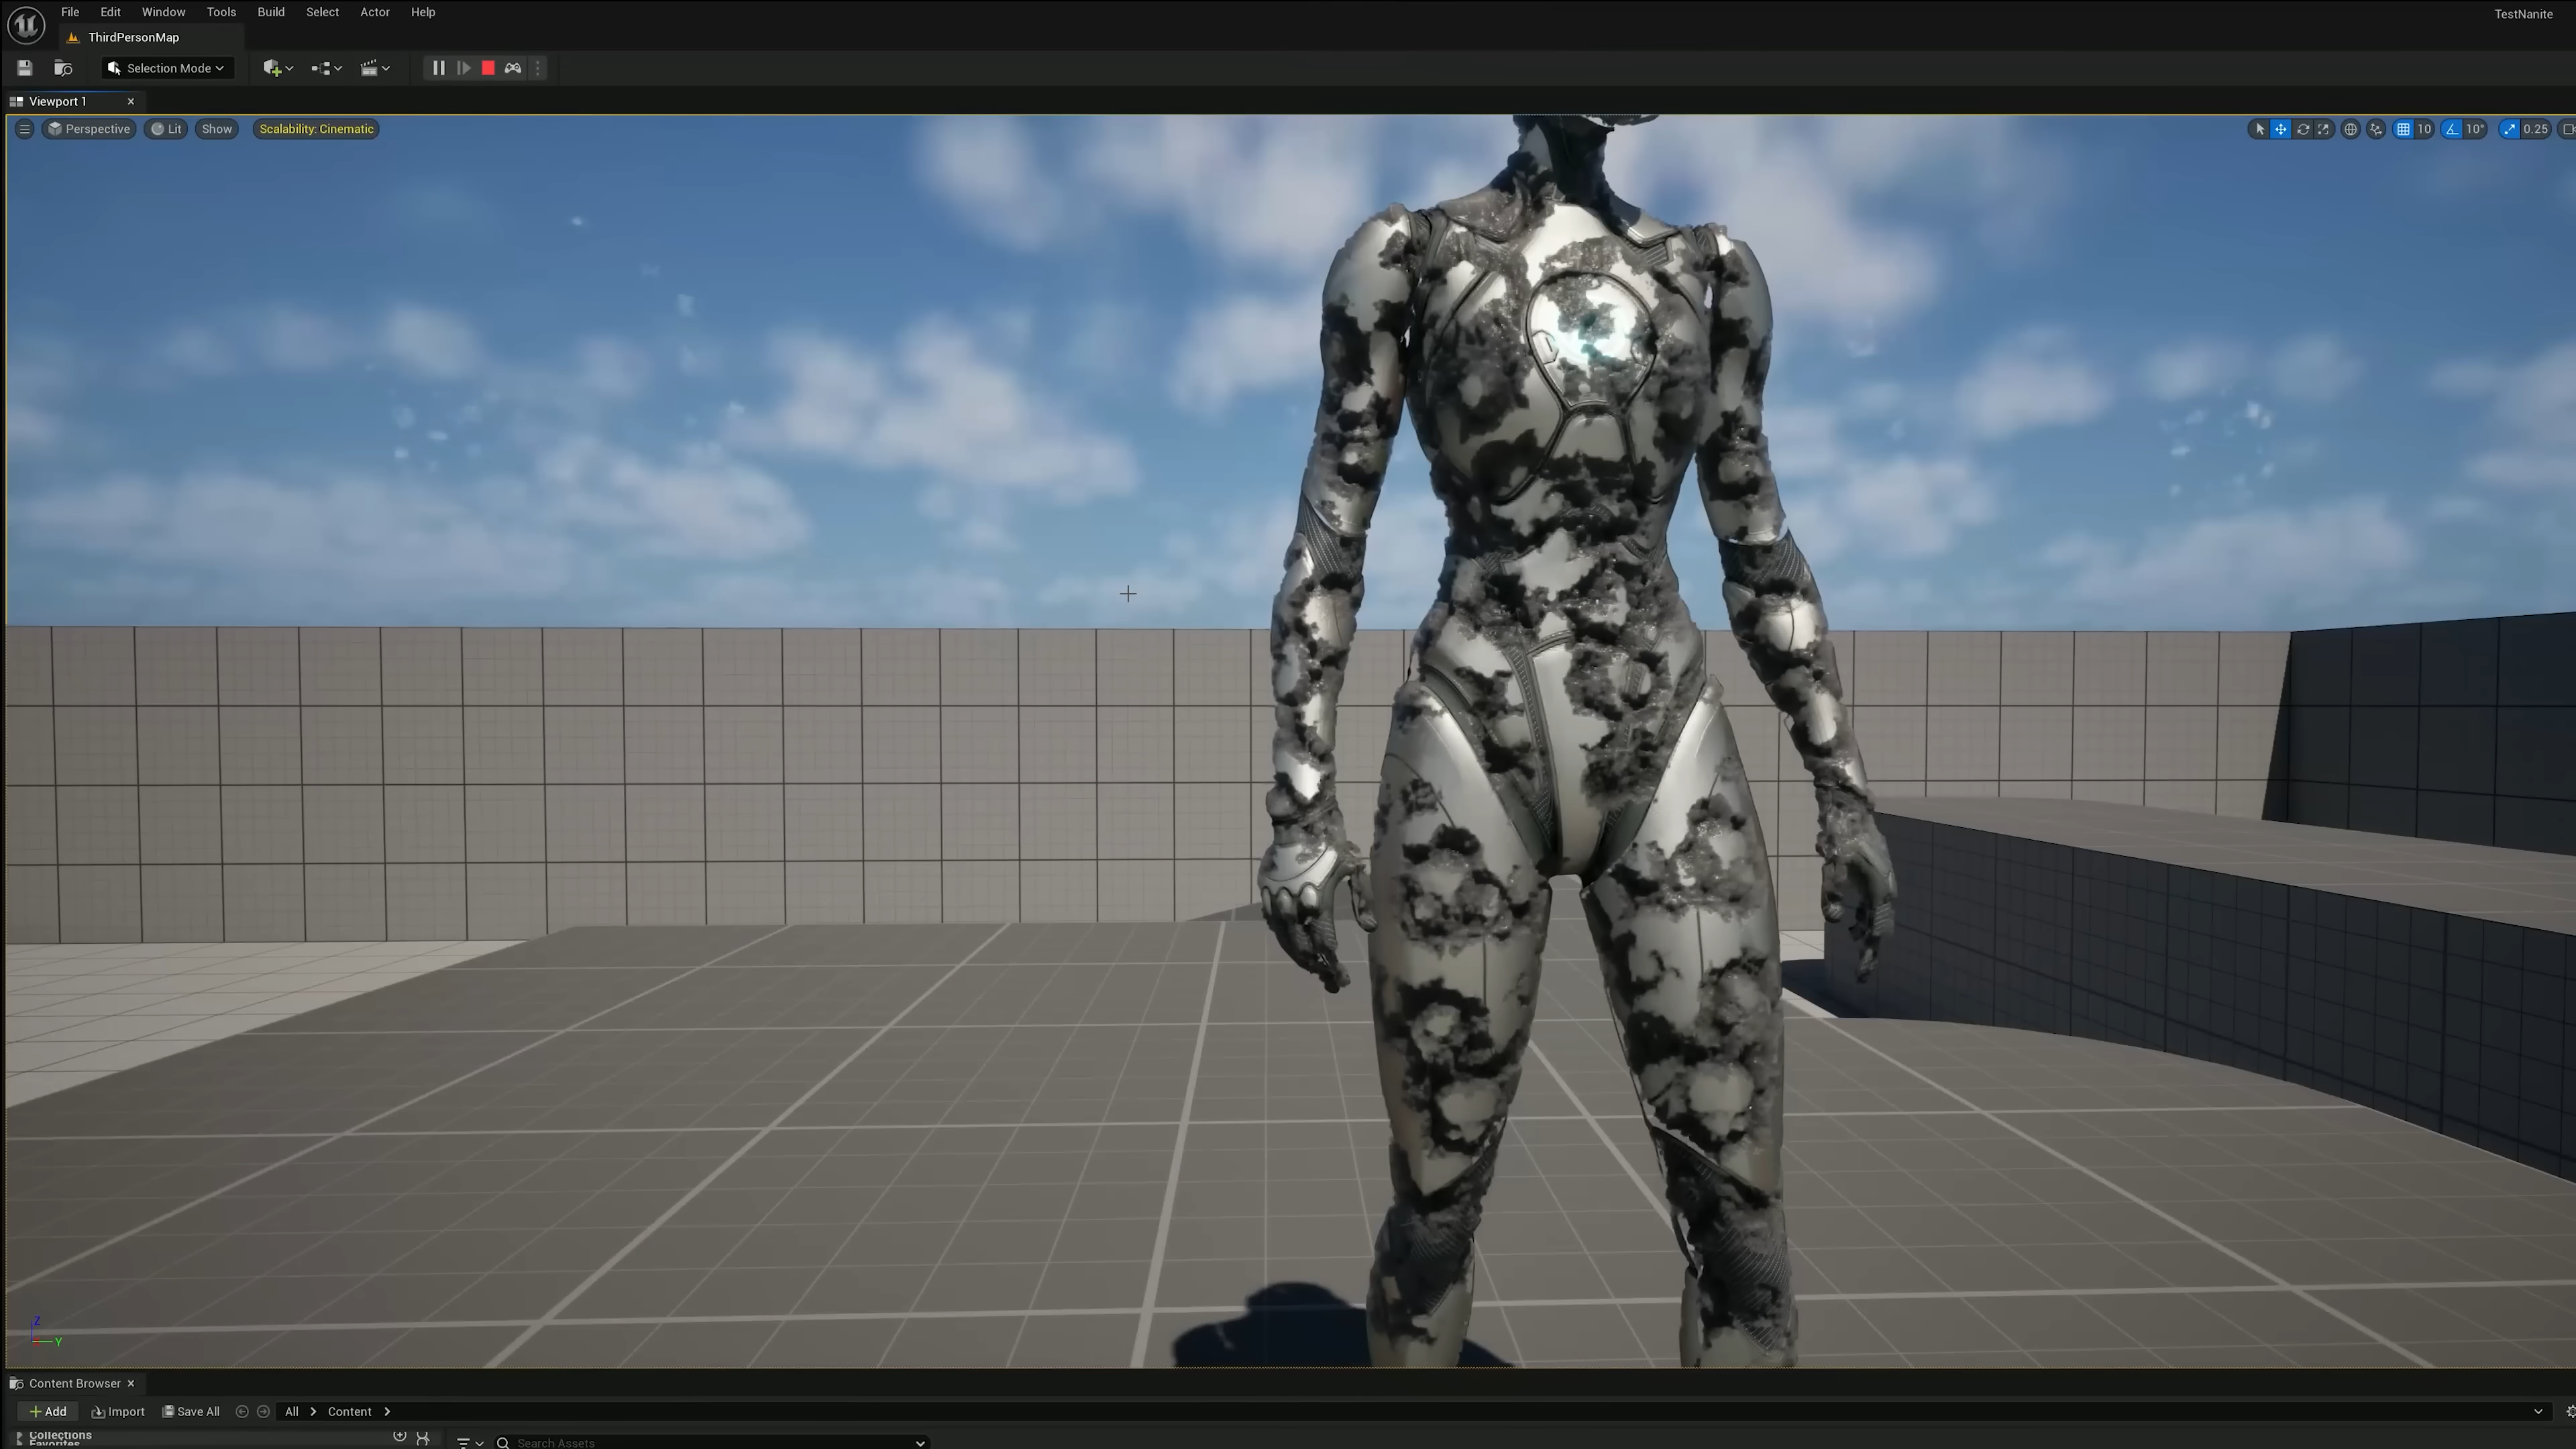 File Edit Window Tools Build Select Actor Help
TestNanite
ThirdPersonMap
Selection Mode
Viewport 1
Perspective Lit Show Scalability: Cinematic
10 10° 0.25
Z
Y
Content Browser
Add Import Save All All Content
Collections
Favorites
Search Assets